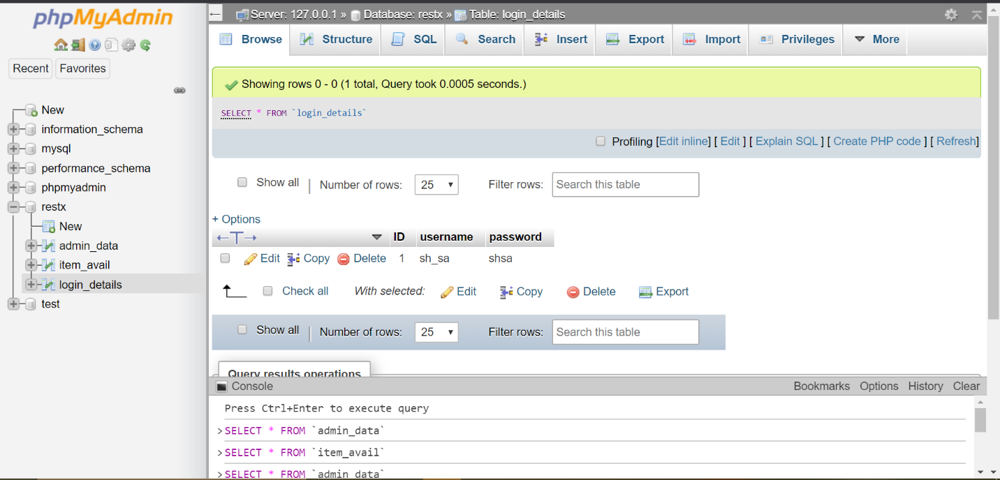 phpMyAdmin
Recent Favorites
New
information_schema
mysql
performance_schema
phpmyadmin
restx
New
admin_data
item_avail
login_details
test
Server: 127.0.0.1 » Database: restx » Table: login_details
Browse Structure SQL Search Insert Export Import Privileges More
Showing rows 0 - 0 (1 total, Query took 0.0005 seconds.)
SELECT * FROM `login_details`
Profiling [Edit inline] [ Edit ] [ Explain SQL ] [ Create PHP code ] [ Refresh]
Show all | Number of rows: 25 Filter rows: Search this table
+ Options
←T→ ID username password
Edit Copy Delete 1 sh_sa shsa
Check all With selected: Edit Copy Delete Export
Show all | Number of rows: 25 Filter rows: Search this table
Query results operations
Console Bookmarks Options History Clear
Press Ctrl+Enter to execute query
>SELECT * FROM `admin_data`
>SELECT * FROM `item_avail`
>SELECT * FROM `admin_data`